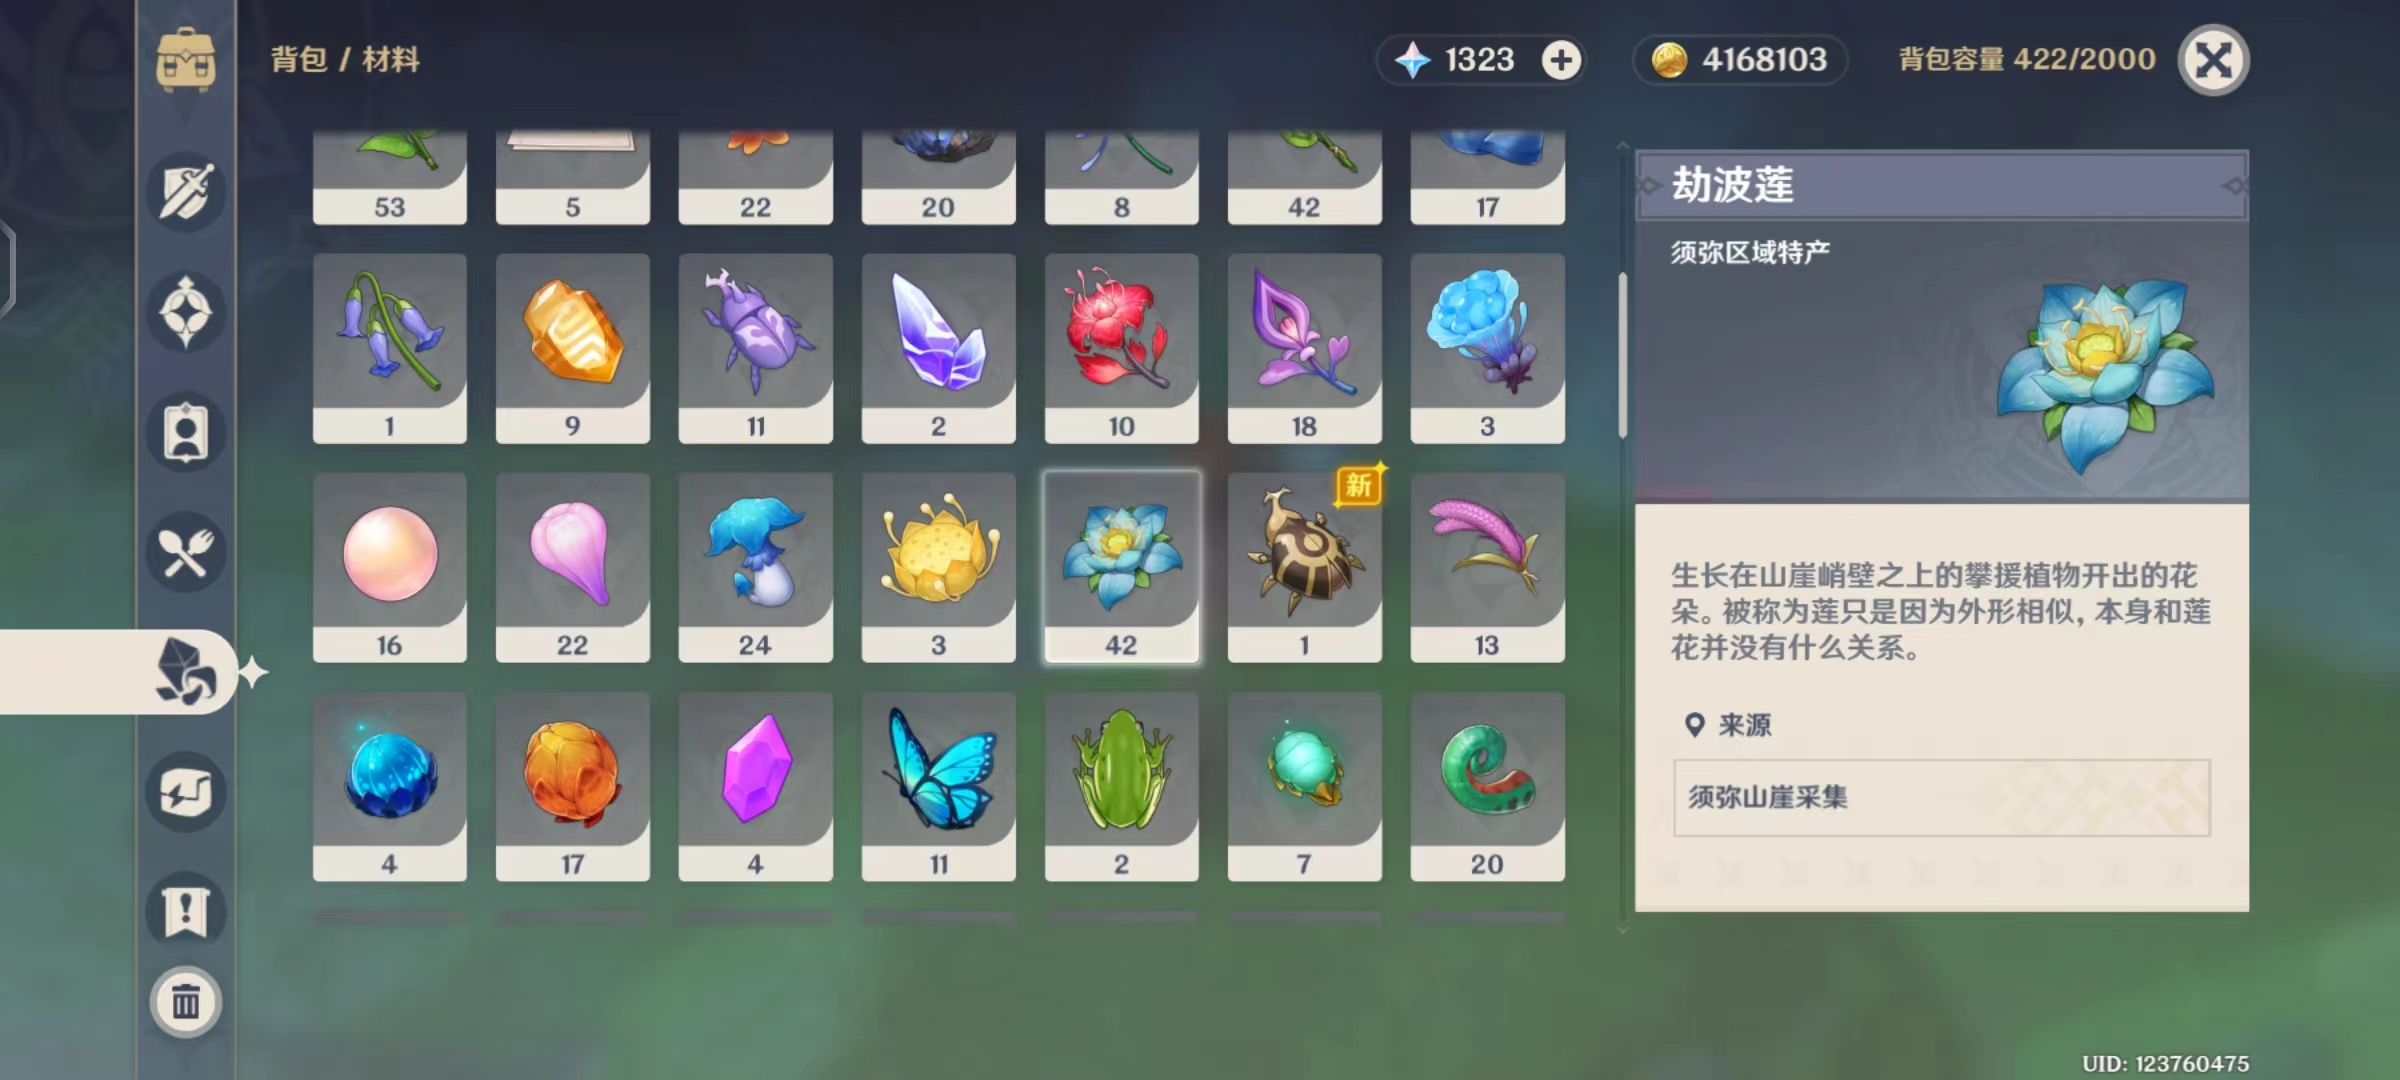 背包 / 材料
1323
4168103
背包容量 422/2000
53
5
22
20
8
42
17
1
9
11
2
10
18
3
新
16
22
24
3
42
1
13
4
17
4
11
2
7
20
劫波莲
须弥区域特产
生长在山崖峭壁之上的攀援植物开出的花
朵。被称为莲只是因为外形相似，本身和莲
花并没有什么关系。
来源
须弥山崖采集
UID: 123760475